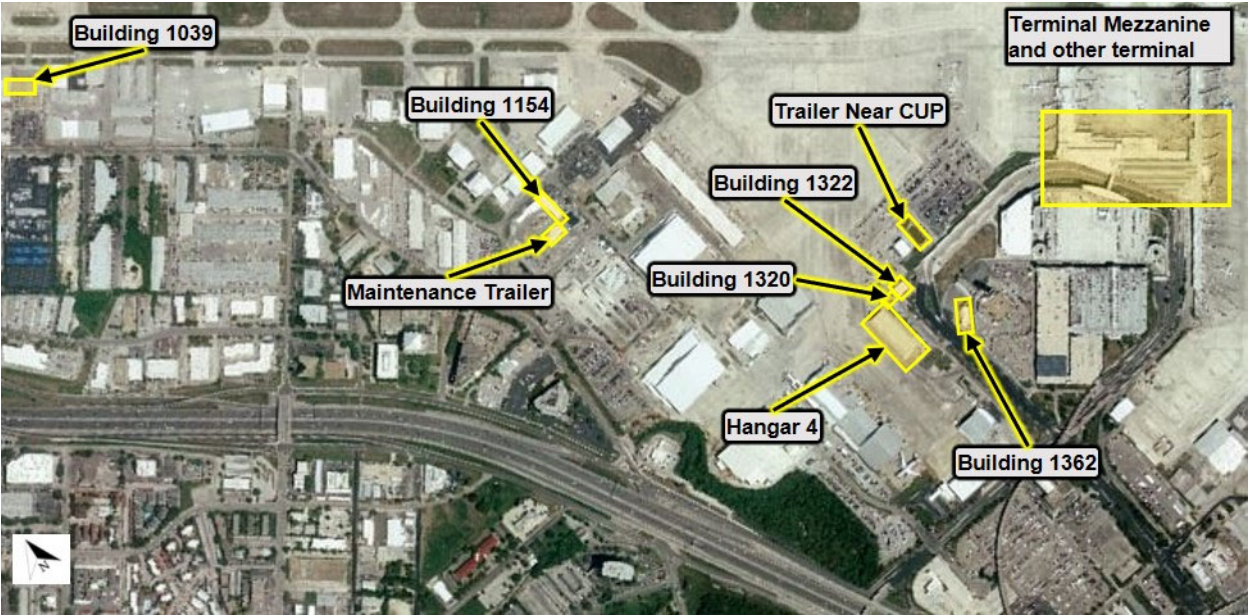 Building 1039
Terminal Mezzanine
and other terminal
Building 1154
Trailer Near CUP
Building 1322
Building 1320
Maintenance Trailer
Hangar 4
Building 1362
N